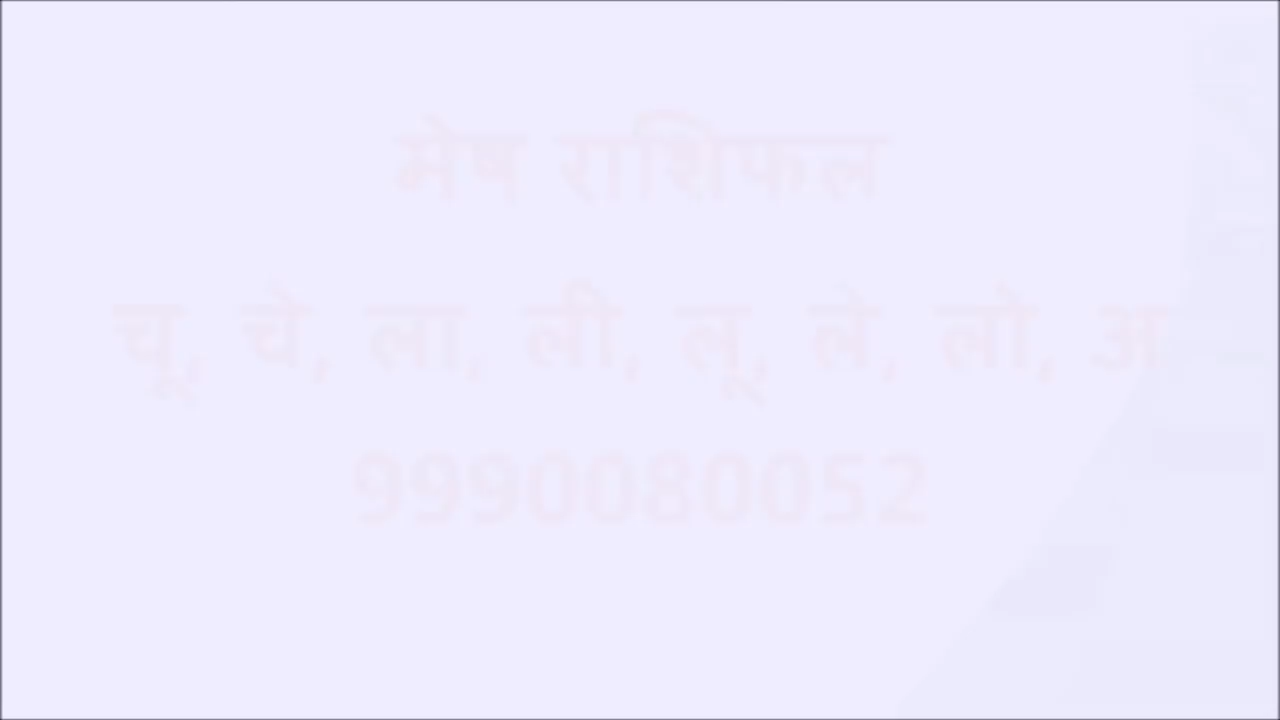 मेष राशिफल
चू, चे, ला, ली, लू, ले, लो, अ
9990080052